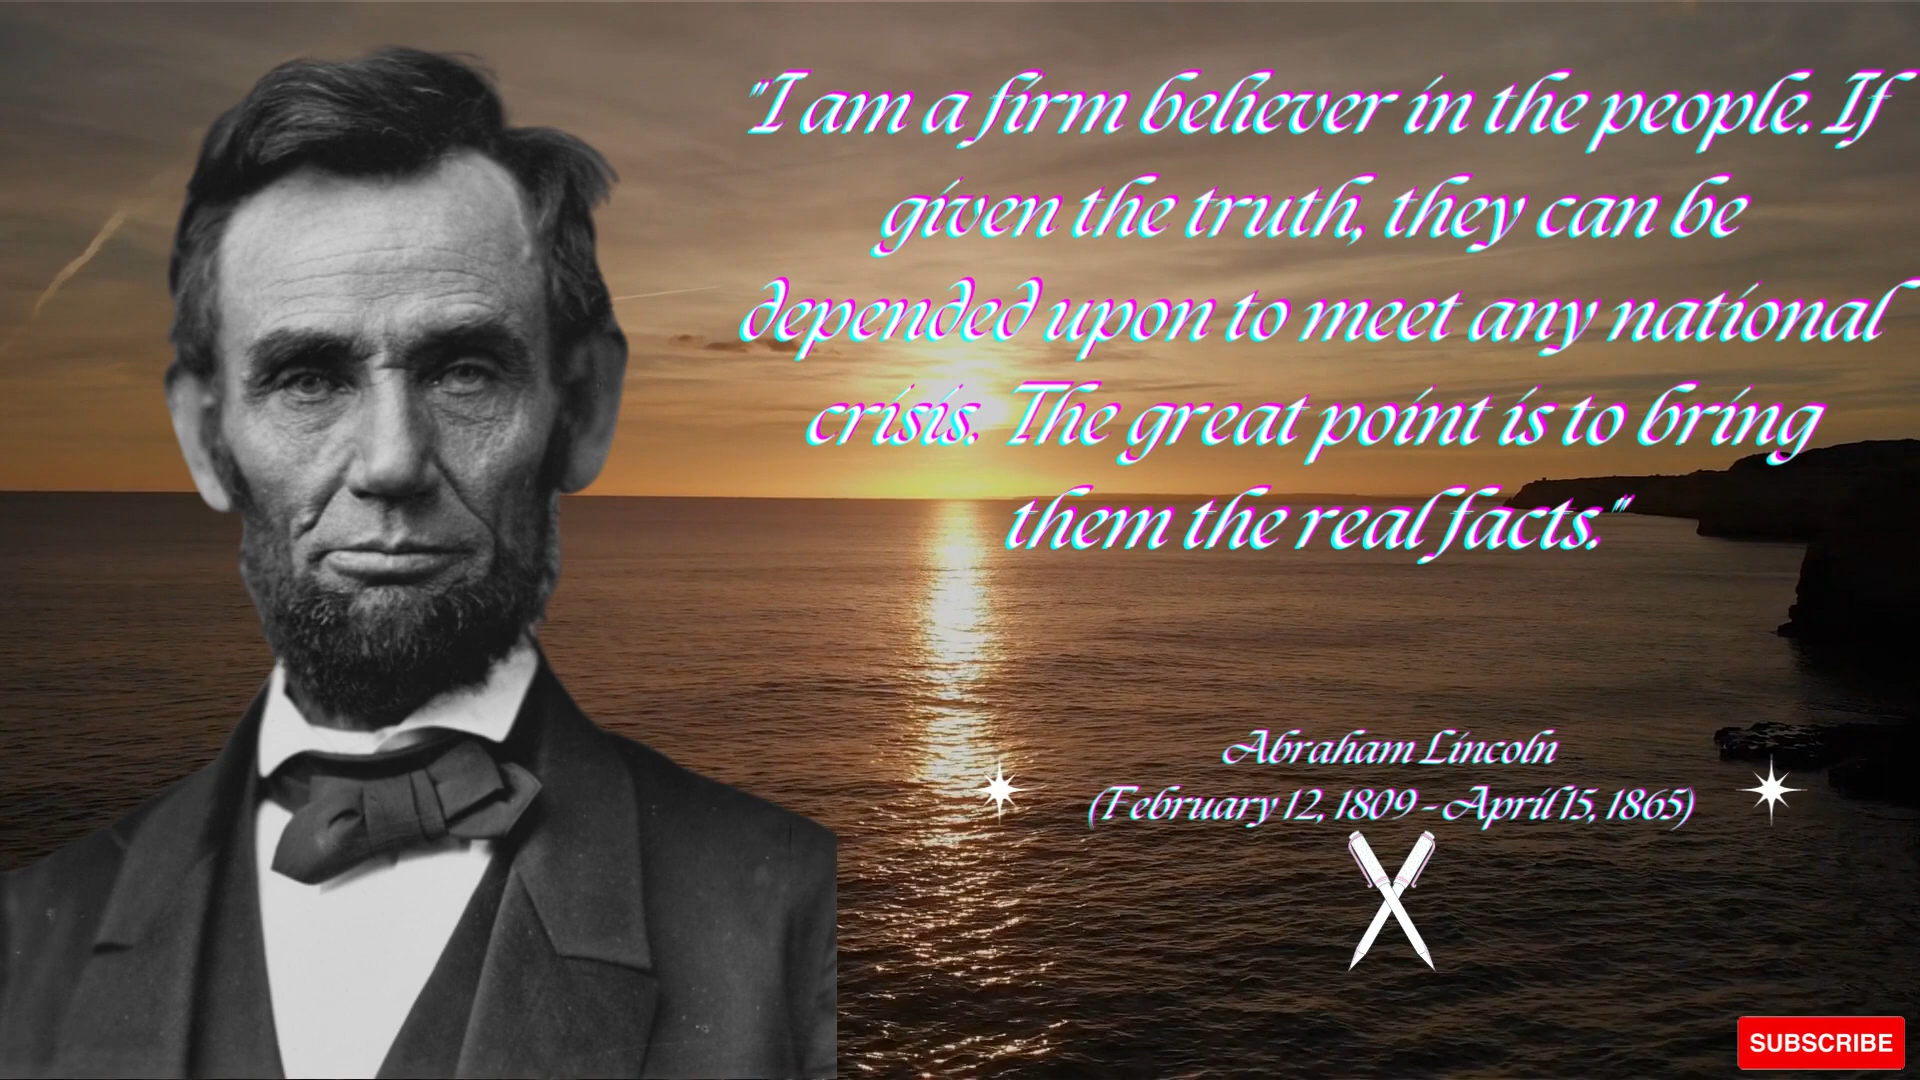 "I am a firm believer in the people. If
given the truth, they can be
depended upon to meet any national
crisis. The great point is to bring
them the real facts."
Abraham Lincoln
(February 12, 1809 - April 15, 1865)
SUBSCRIBE